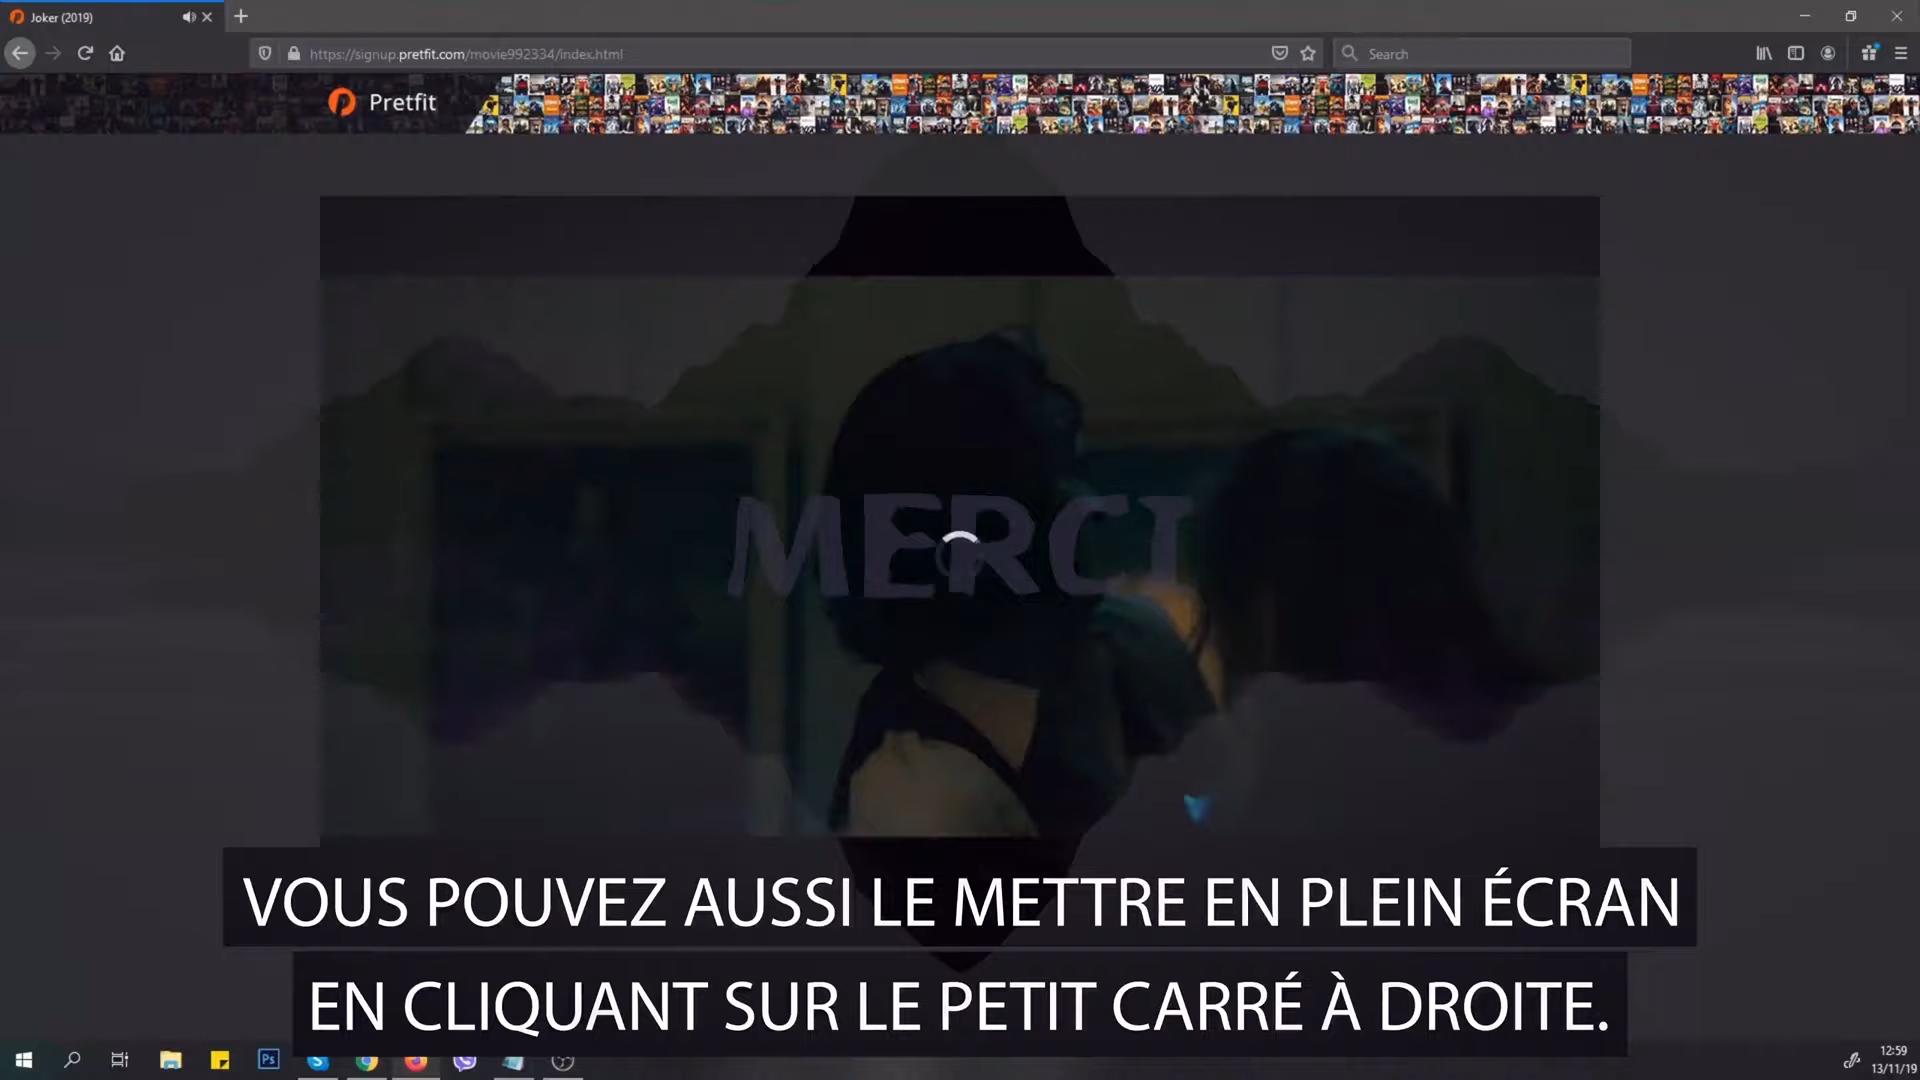 Joker (2019)
https://signup.pretfit.com/movie992334/index.html
Search
Pretfit
MERCI
VOUS POUVEZ AUSSI LE METTRE EN PLEIN ÉCRAN
EN CLIQUANT SUR LE PETIT CARRÉ À DROITE.
Ps
12:59
13/11/19